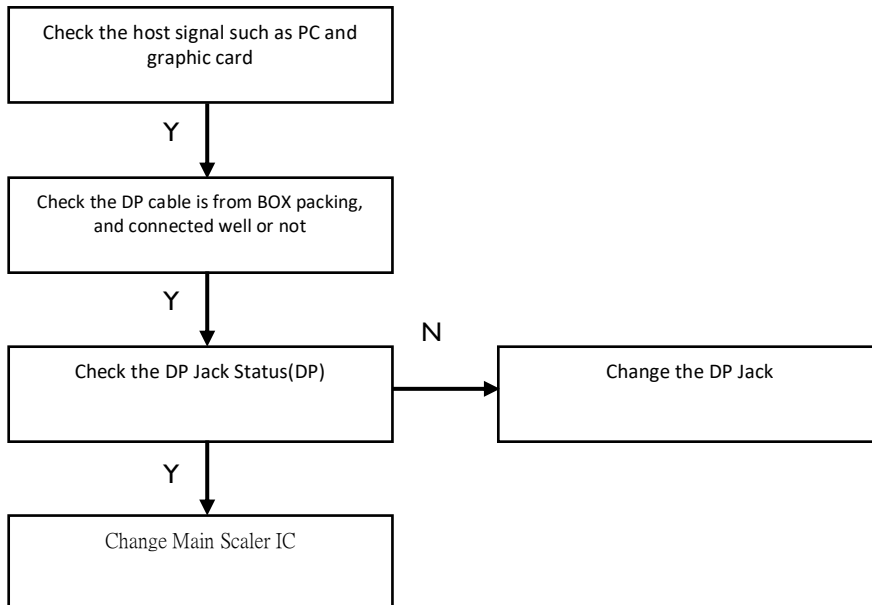 Check the host signal such as PC and
graphic card
Y
Check the DP cable is from BOX packing,
and connected well or not
Y
N
Check the DP Jack Status(DP)
Change the DP Jack
Y
Change Main Scaler IC